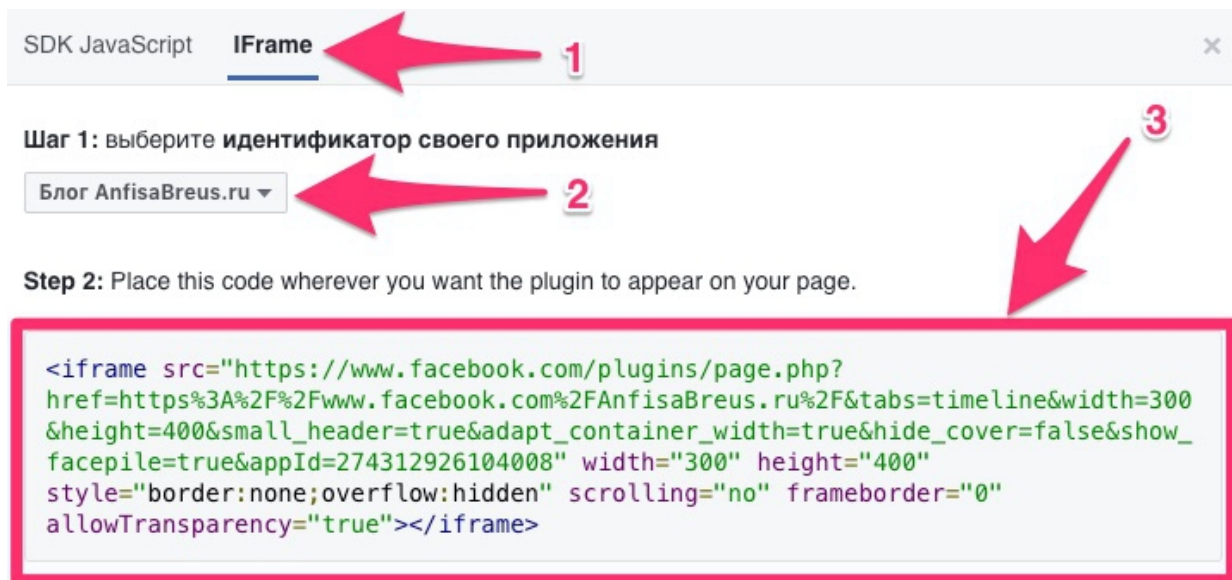 SDK JavaScript IFrame 1 ×
Шаг 1: выберите идентификатор своего приложения 3
Блог AnfisaBreus.ru 2
Step 2: Place this code wherever you want the plugin to appear on your page.
<iframe src="https://www.facebook.com/plugins/page.php?
href=https%3A%2F%2Fwww.facebook.com%2FAnfisaBreus.ru%2F&tabs=timeline&width=300
&height=400&small_header=true&adapt_container_width=true&hide_cover=false&show_
facepile=true&appId=274312926104008" width="300" height="400"
style="border:none;overflow:hidden" scrolling="no" frameborder="0"
allowTransparency="true"></iframe>